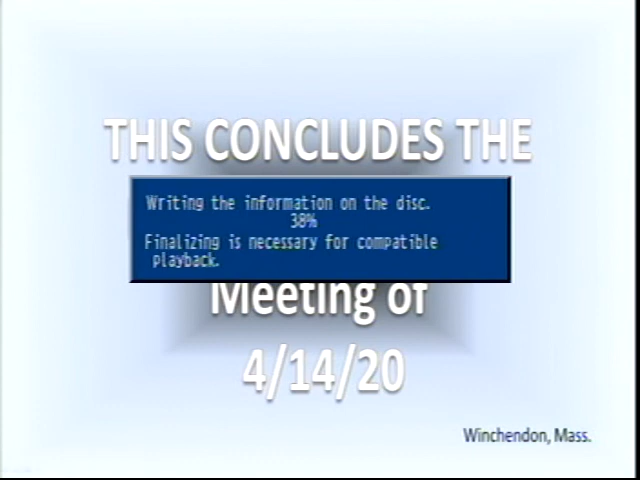 THIS CONCLUDES THE
Writing the information on the disc.
38%
Finalizing is necessary for compatible
playback.
Meeting of
4/14/20
Winchendon, Mass.